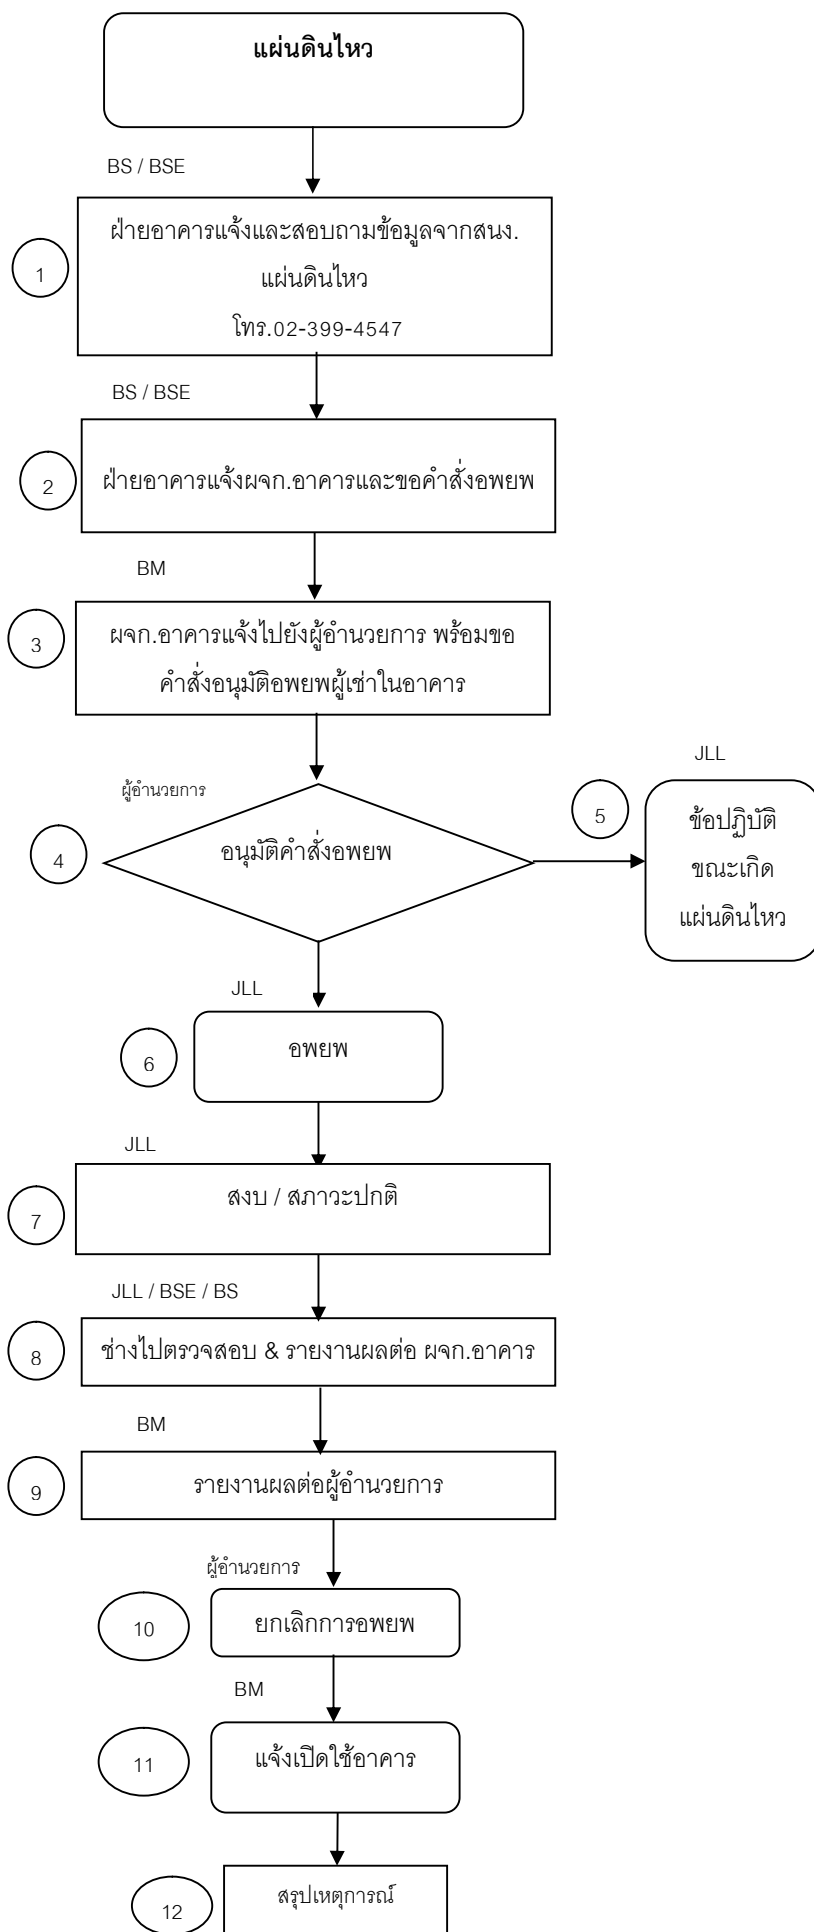 แผ่นดินไหว
BS / BSE
1
ฝ่ายอาคารแจ้งและสอบถามข้อมูลจากสนง.
แผ่นดินไหว
โทร.02-399-4547
BS / BSE
2
ฝ่ายอาคารแจ้งผจก.อาคารและขอคำสั่งอพยพ
BM
3
ผจก.อาคารแจ้งไปยังผู้อำนวยการ พร้อมขอ
คำสั่งอนุมัติอพยพผู้เช่าในอาคาร
ผู้อำนวยการ
4
อนุมัติคำสั่งอพยพ
JLL
5
ข้อปฏิบัติ
ขณะเกิด
แผ่นดินไหว
JLL
6
อพยพ
JLL
7
สงบ / สภาวะปกติ
JLL / BSE / BS
8
ช่างไปตรวจสอบ & รายงานผลต่อ ผจก.อาคาร
BM
9
รายงานผลต่อผู้อำนวยการ
ผู้อำนวยการ
10
ยกเลิกการอพยพ
BM
11
แจ้งเปิดใช้อาคาร
12
สรุปเหตุการณ์